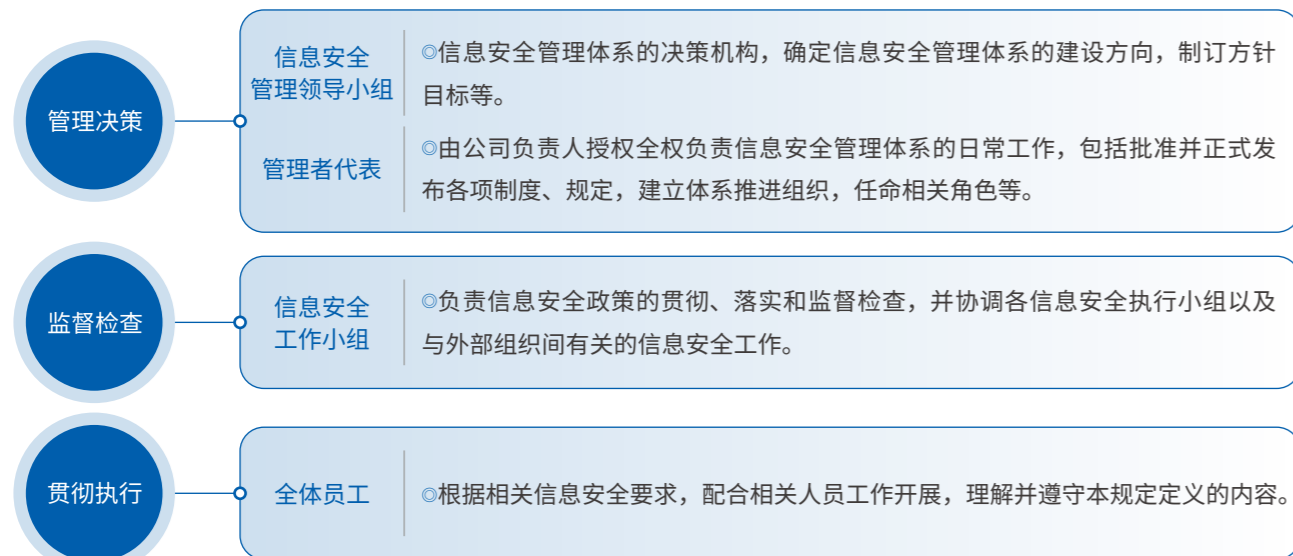 管理决策
信息安全
管理领导小组
◎信息安全管理体系的决策机构，确定信息安全管理体系的建设方向，制订方针
目标等。
管理者代表
◎由公司负责人授权全权负责信息安全管理体系的日常工作，包括批准并正式发
布各项制度、规定，建立体系推进组织，任命相关角色等。
监督检查
信息安全
工作小组
◎负责信息安全政策的贯彻、落实和监督检查，并协调各信息安全执行小组以及
与外部组织间有关的信息安全工作。
贯彻执行
全体员工
◎根据相关信息安全要求，配合相关人员工作开展，理解并遵守本规定定义的内容。